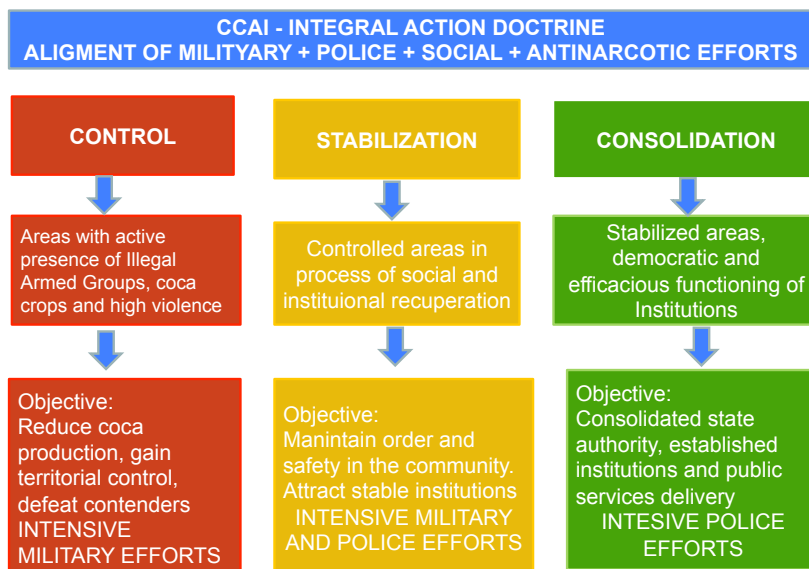 CCAI - INTEGRAL ACTION DOCTRINE
ALIGMENT OF MILITYARY + POLICE + SOCIAL + ANTINARCOTIC EFFORTS
CONTROL
Areas with active
presence of Illegal
Armed Groups, coca
crops and high violence
Objective:
Reduce coca
production, gain
territorial control,
defeat contenders
INTENSIVE
MILITARY EFFORTS
STABILIZATION
Controlled areas in
process of social and
instituional recuperation
Objective:
Manintain order and
safety in the community.
Attract stable institutions
INTENSIVE MILITARY
AND POLICE EFFORTS
CONSOLIDATION
Stabilized areas,
democratic and
efficacious functioning of
Institutions
Objective:
Consolidated state
authority, established
institutions and public
services delivery
INTESIVE POLICE
EFFORTS